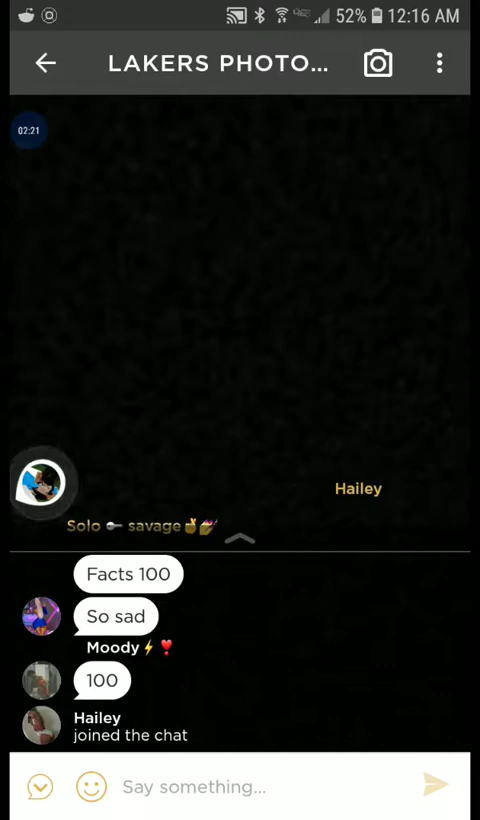 52% 12:16 AM
LAKERS PHOTO...
02:21
Hailey
Solo savage
Facts 100
So sad
Moody
100
Hailey
joined the chat
Say something...